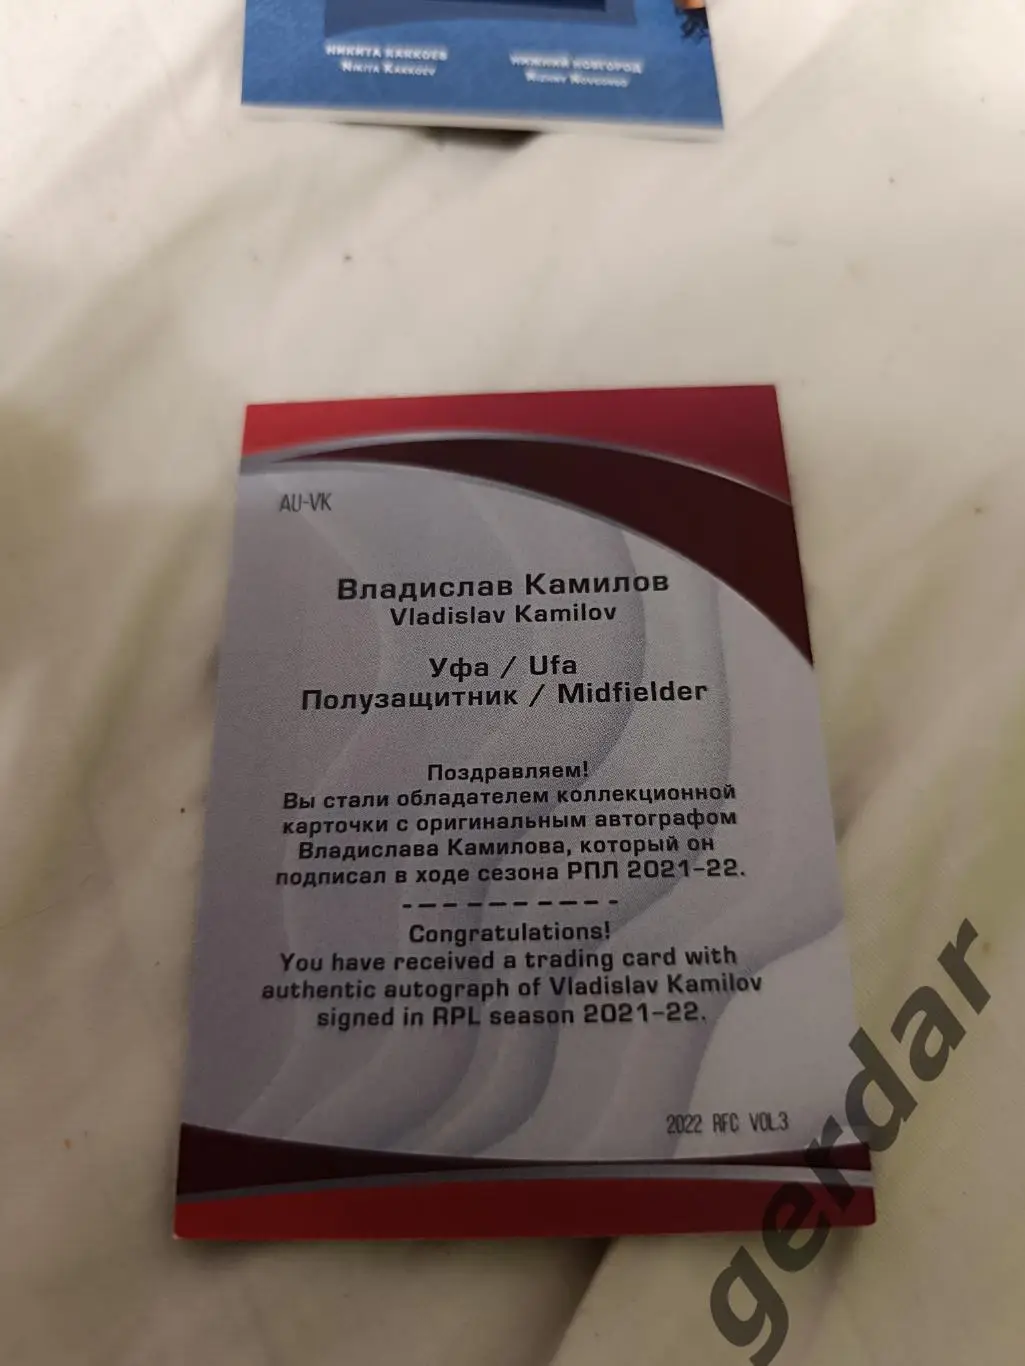 НИКИТА КАККОЕВ
NIKITA KAKKOEV
НИЖНИЙ НОВГОРОД
NIZHNY NOVGOROD
AU-VK
Владислав Камилов
Vladislav Kamilov
Уфа / Ufa
Полузащитник / Midfielder
Поздравляем!
Вы стали обладателем коллекционной
карточки с оригинальным автографом
Владислава Камилова, который он
подписал в ходе сезона РПЛ 2021-22.
Congratulations!
You have received a trading card with
authentic autograph of Vladislav Kamilov
signed in RPL season 2021-22.
2022 RFC VOL.3
gerdar